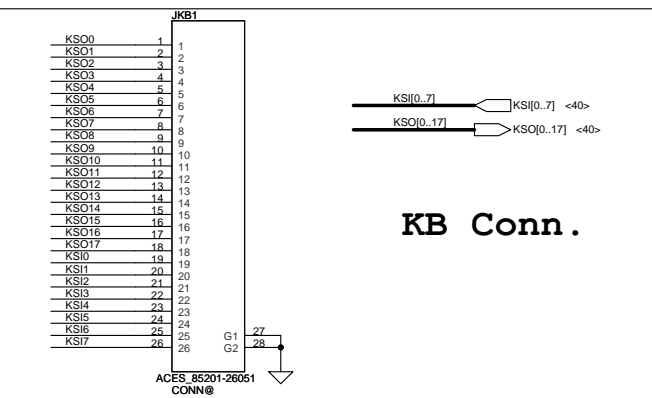 JKB1
KSO0 1 1
KSO1 2 2
KSO2 3 3
KSO3 4 4
KSO4 5 5
KSO5 6 6
KSO6 7 7
KSO7 8 8
KSO8 9 9
KSO9 10 10
KSO10 11 11
KSO11 12 12
KSO12 13 13
KSO13 14 14
KSO14 15 15
KSO15 16 16
KSO16 17 17
KSO17 18 18
KSI0 19 19
KSI1 20 20
KSI2 21 21
KSI3 22 22
KSI4 23 23
KSI5 24 24
KSI6 25 25 G1 27
KSI7 26 26 G2 28
ACES_85201-26051
CONN@
KSI[0..7] KSI[0..7] <40>
KSO[0..17] KSO[0..17] <40>
KB Conn.